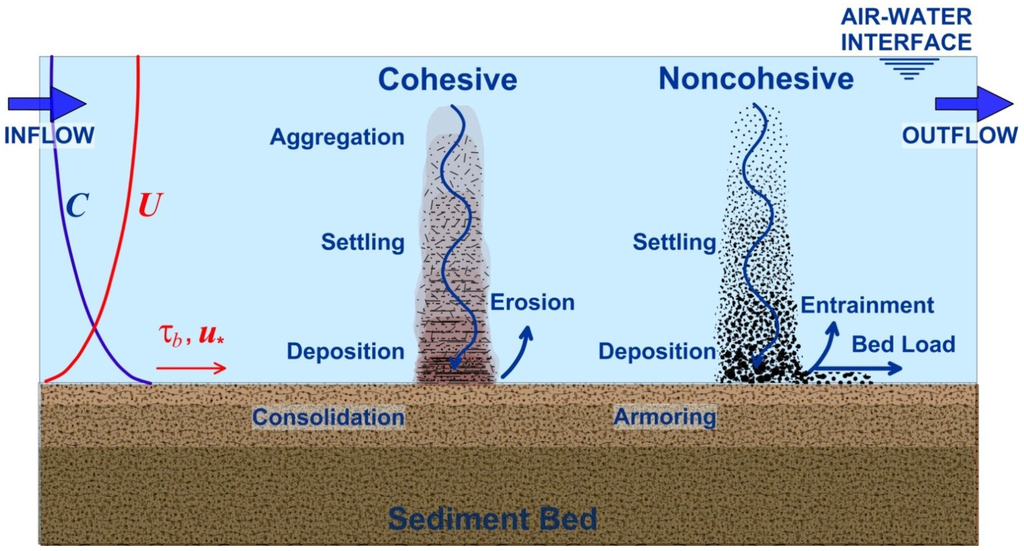 AIR-WATER
INTERFACE
Cohesive
Noncohesive
INFLOW
Aggregation
OUTFLOW
C
U
Settling
Settling
Erosion
Entrainment
τb, u*
Deposition
Deposition
Bed Load
Consolidation
Armoring
Sediment Bed